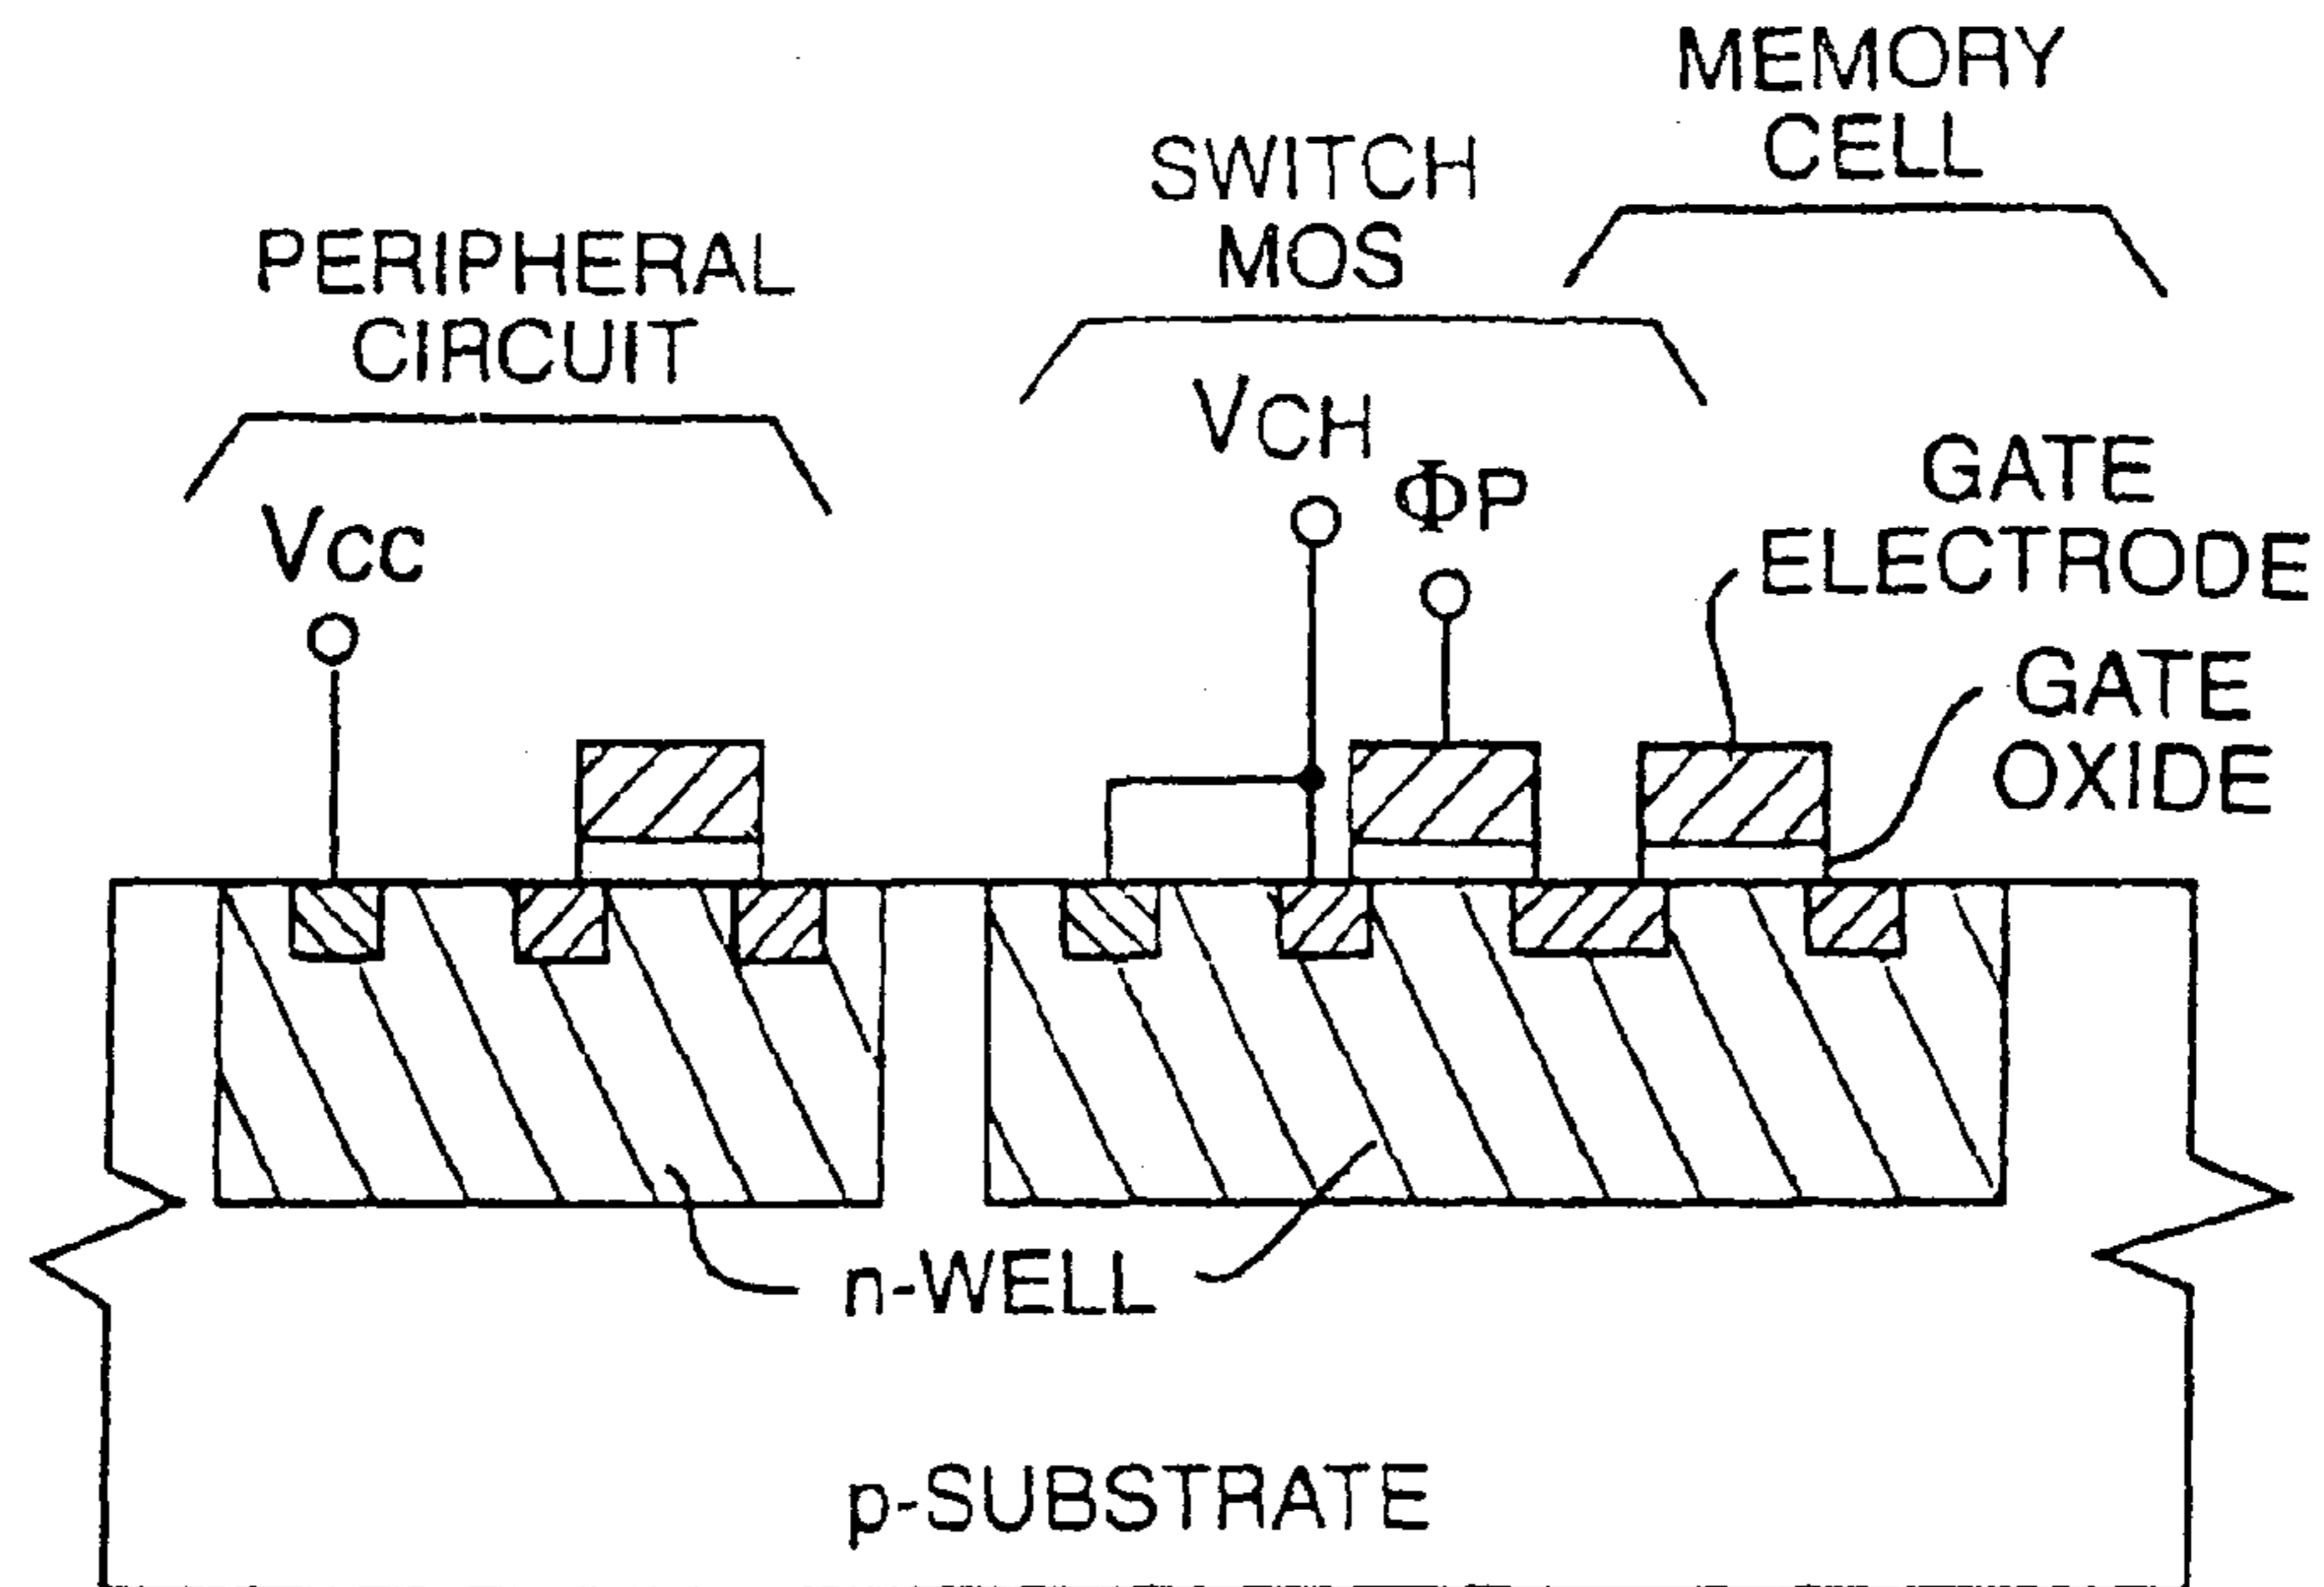 MEMORY
CELL
SWITCH
MOS
PERIPHERAL
CIRCUIT
VCH
ΦP
GATE
ELECTRODE
VCC
GATE
OXIDE
n-WELL
p-SUBSTRATE